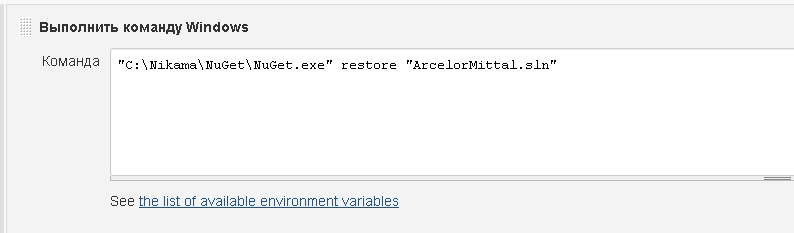 Выполнить команду Windows
Команда
"C:\Nikama\NuGet\NuGet.exe" restore "ArcelorMittal.sln"
See the list of available environment variables